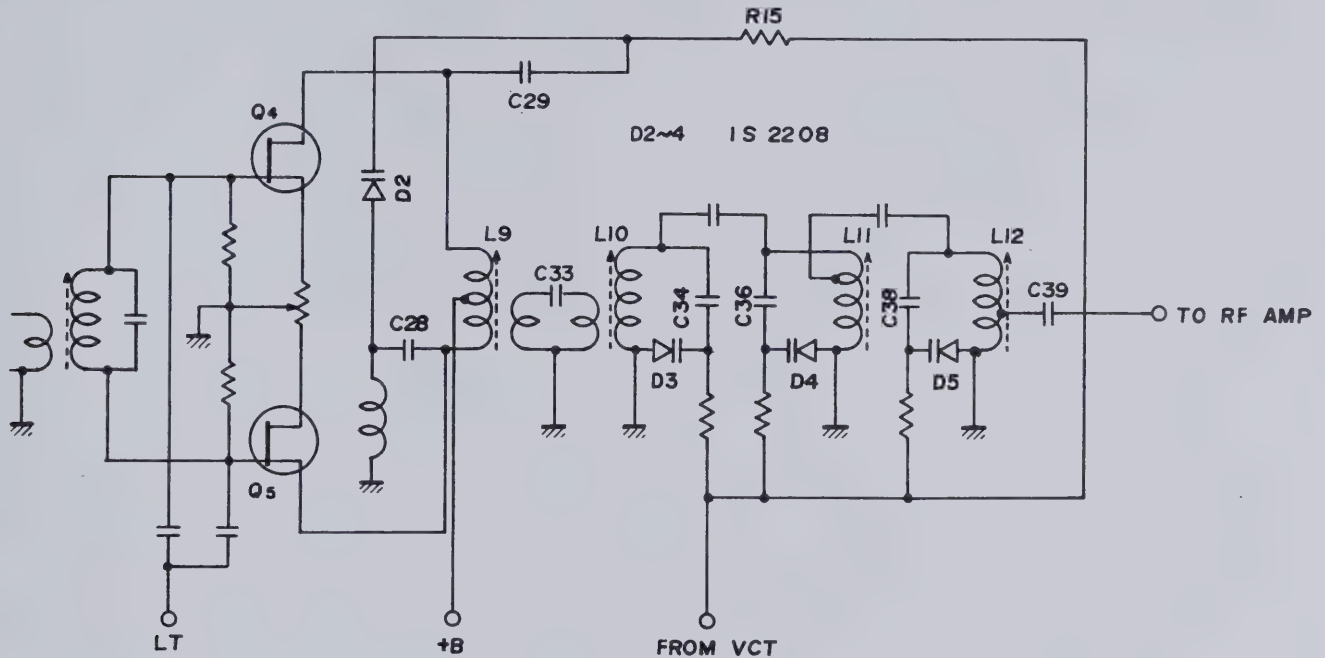 R15
C29
Q4
D2~4 1S 2208
D2
L9
L10
L11
L12
C33
C34
C36
C38
C39
TO RF AMP
C28
D3
D4
D5
Q5
LT
+B
FROM VCT